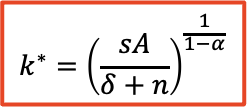 k* = (sA / (δ + n))^(1 / (1−α))